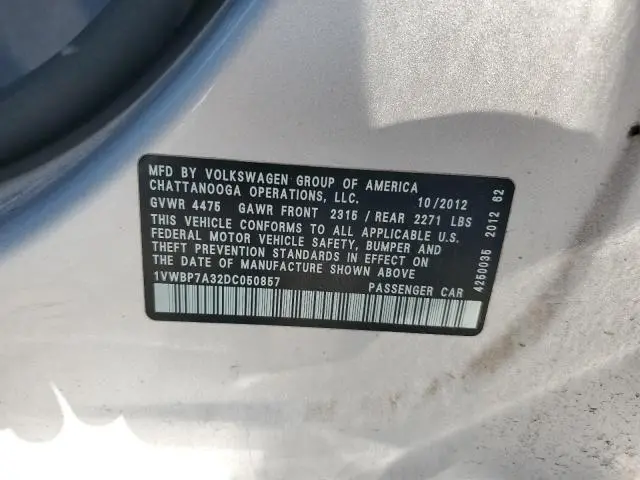 MFD BY VOLKSWAGEN GROUP OF AMERICA
CHATTANOOGA OPERATIONS, LLC. 10/2012
GVWR 4475 GAWR FRONT 2315 / REAR 2271 LBS
THIS VEHICLE CONFORMS TO ALL APPLICABLE U.S.
FEDERAL MOTOR VEHICLE SAFETY, BUMPER AND
THEFT PREVENTION STANDARDS IN EFFECT ON
THE DATE OF MANUFACTURE SHOWN ABOVE
1VWBP7A32DC050857 PASSENGER CAR
4250035 2012 62